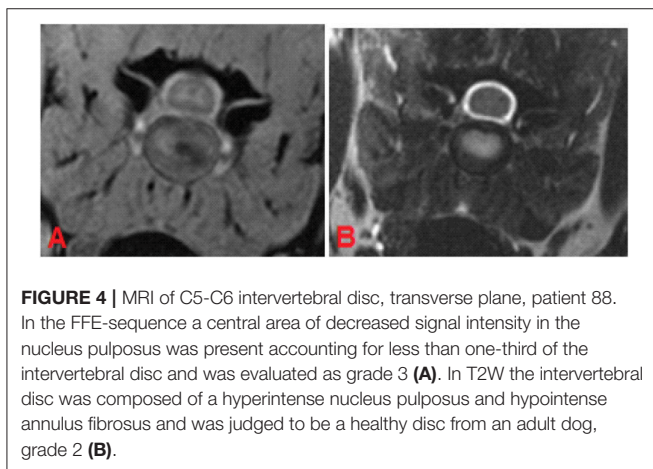 A
B
FIGURE 4 | MRI of C5-C6 intervertebral disc, transverse plane, patient 88.
In the FFE-sequence a central area of decreased signal intensity in the
nucleus pulposus was present accounting for less than one-third of the
intervertebral disc and was evaluated as grade 3 (A). In T2W the intervertebral
disc was composed of a hyperintense nucleus pulposus and hypointense
annulus fibrosus and was judged to be a healthy disc from an adult dog,
grade 2 (B).